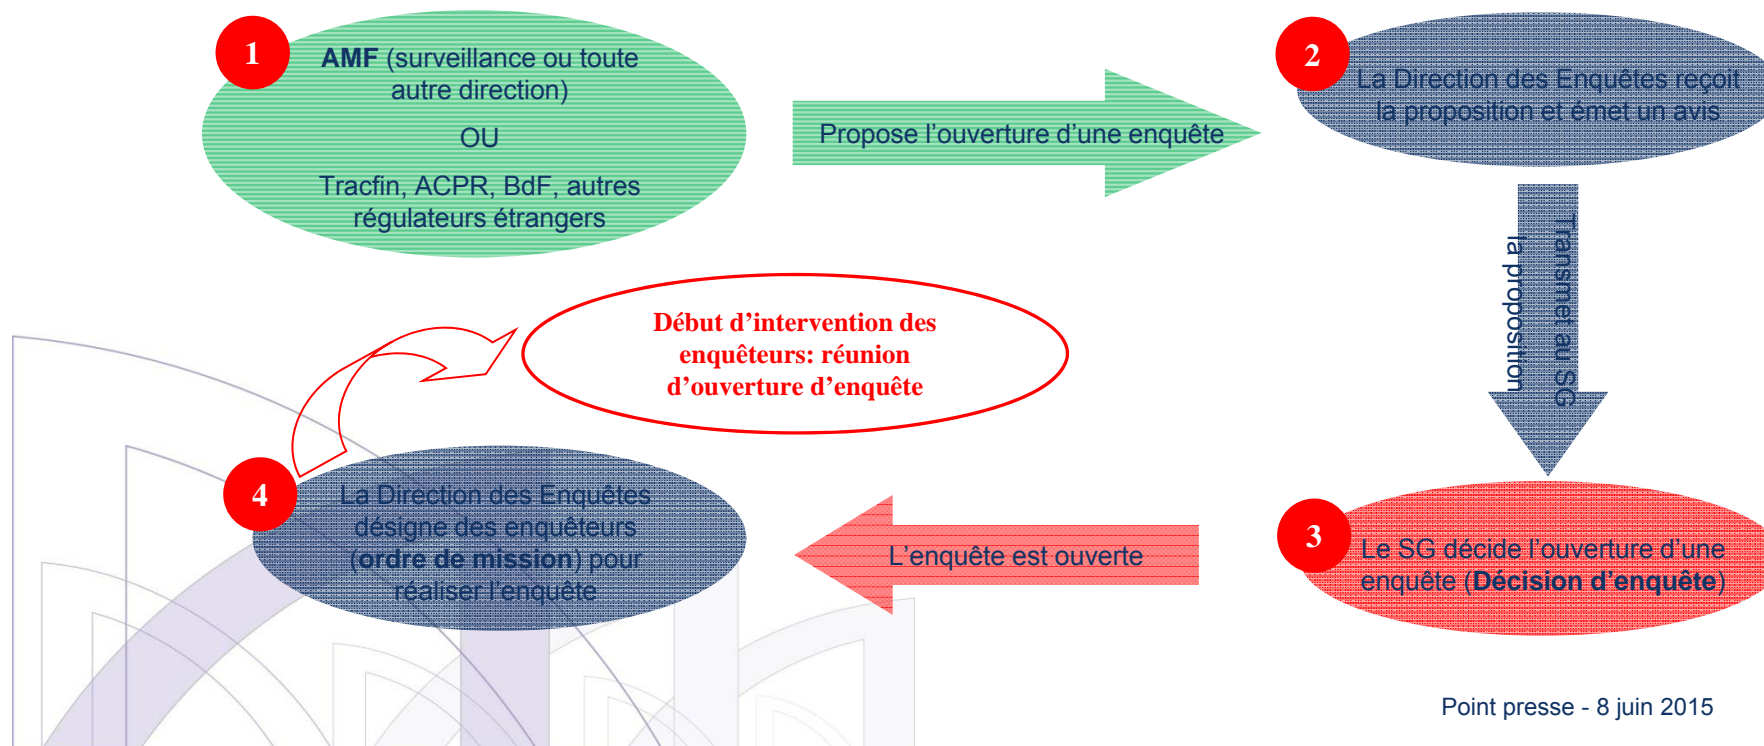 1
AMF (surveillance ou toute
autre direction)
OU
Tracfin, ACPR, BdF, autres
régulateurs étrangers
Propose l’ouverture d’une enquête
2
La Direction des Enquêtes reçoit
la proposition et émet un avis
Transmet au SG
la proposition
3
Le SG décide l’ouverture d’une
enquête (Décision d’enquête)
L’enquête est ouverte
4
La Direction des Enquêtes
désigne des enquêteurs
(ordre de mission) pour
réaliser l’enquête
Début d’intervention des
enquêteurs: réunion
d’ouverture d’enquête
Point presse - 8 juin 2015